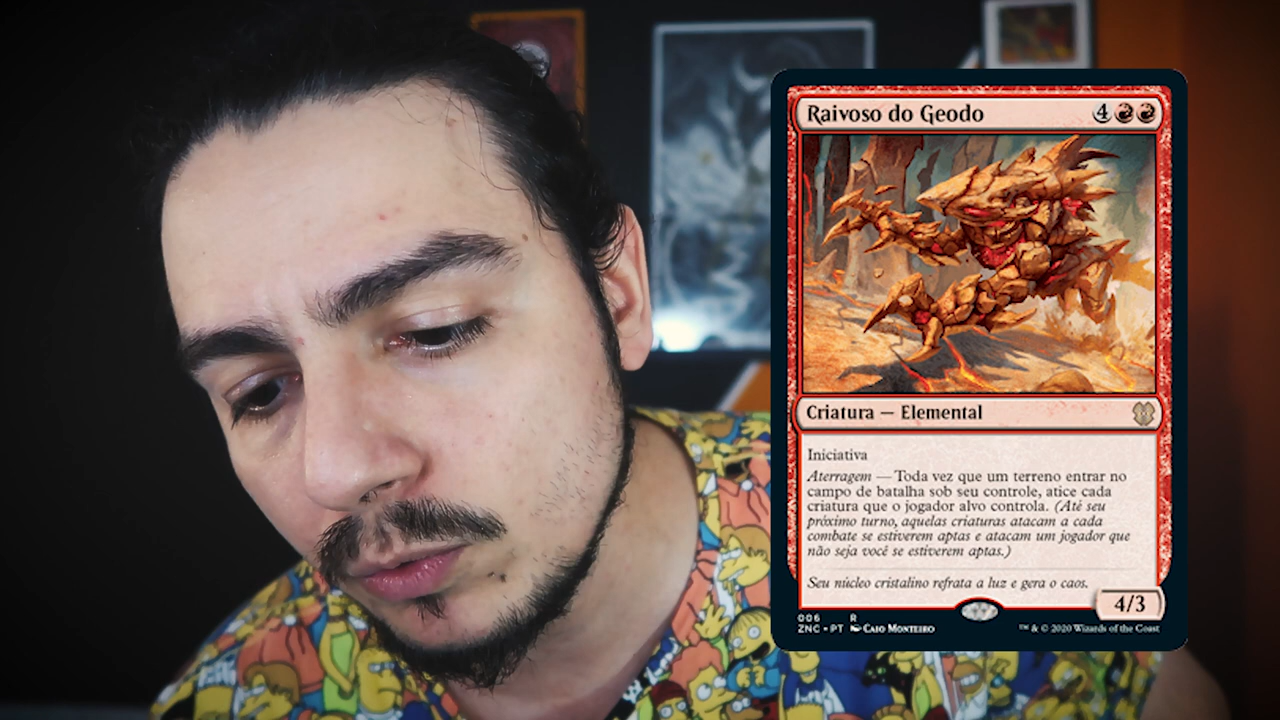 Raivoso do Geodo 4
Criatura — Elemental
Iniciativa
Aterragem — Toda vez que um terreno entrar no
campo de batalha sob seu controle, atice cada
criatura que o jogador alvo controla. (Até seu
próximo turno, aquelas criaturas atacam a cada
combate se estiverem aptas e atacam um jogador que
não seja você se estiverem aptas.)
Seu núcleo cristalino refrata a luz e gera o caos.
4/3
006 R
ZNC • PT Caio Monteiro ™ & © 2020 Wizards of the Coast